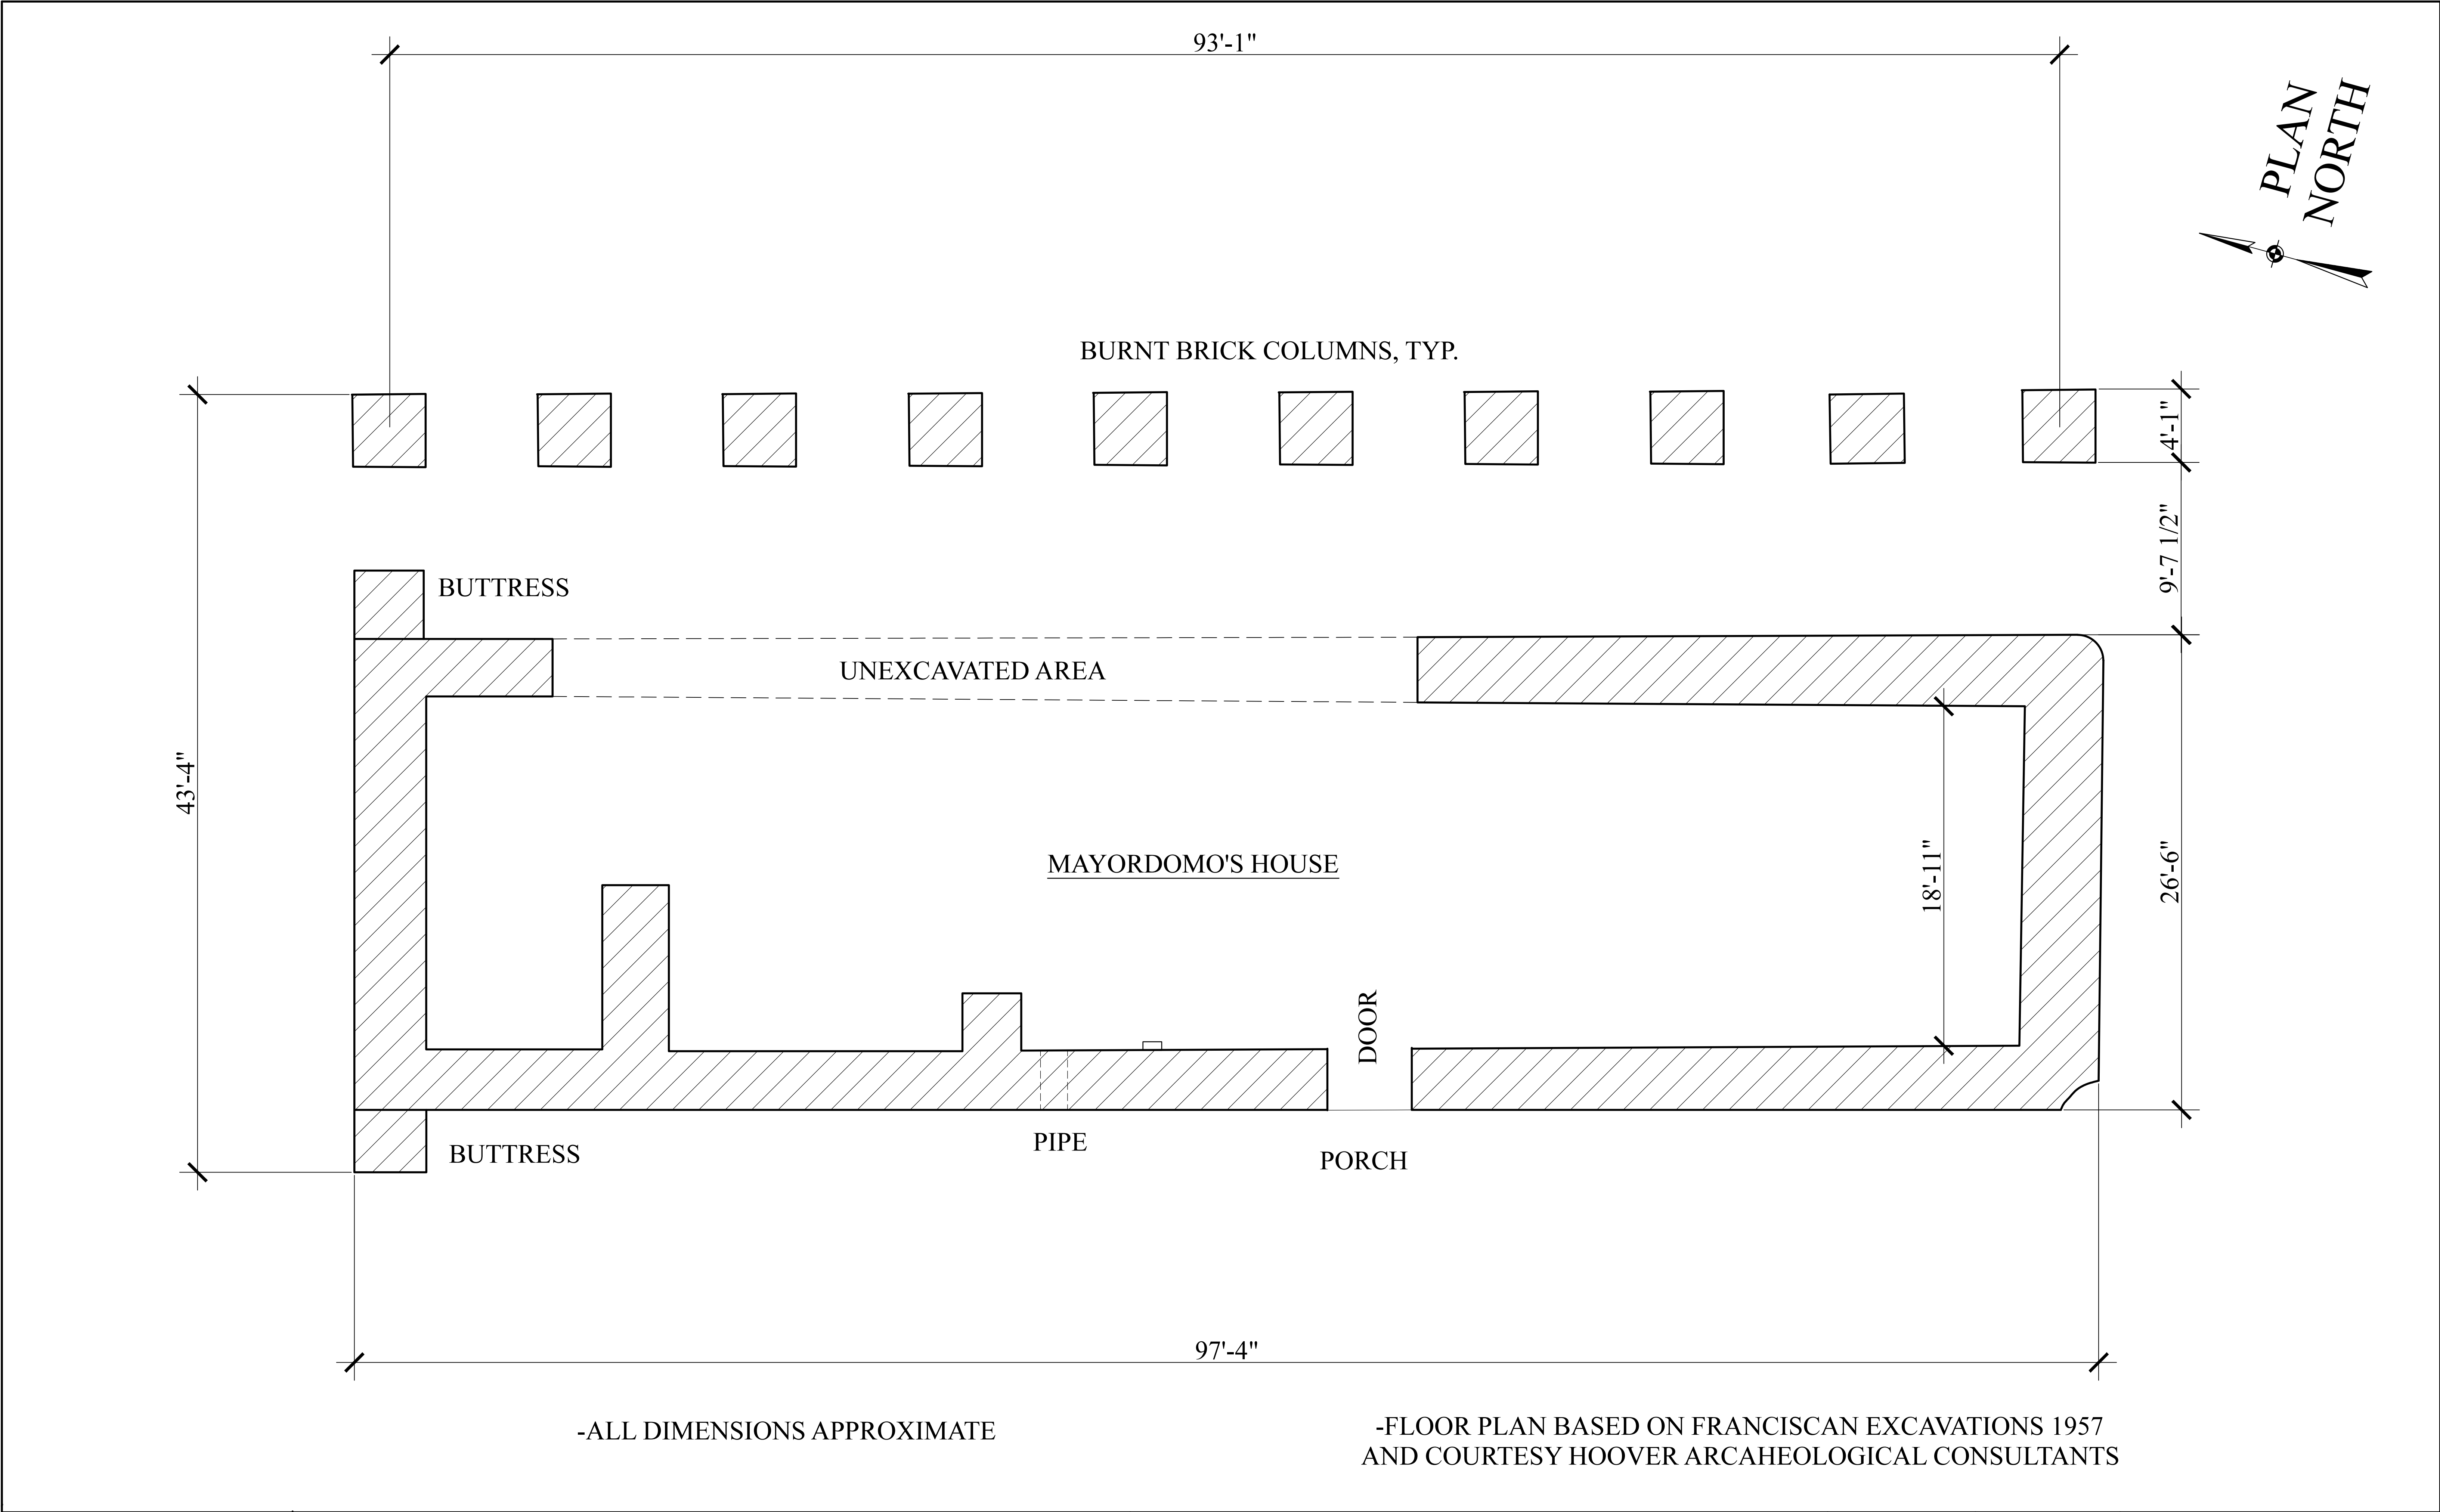 93'-1"
PLAN
NORTH
BURNT BRICK COLUMNS, TYP.
4'-1"
9'-7 1/2"
BUTTRESS
UNEXCAVATED AREA
43'-4"
MAYORDOMO'S HOUSE
18'-11"
26'-6"
DOOR
BUTTRESS
PIPE
PORCH
97'-4"
-ALL DIMENSIONS APPROXIMATE
-FLOOR PLAN BASED ON FRANCISCAN EXCAVATIONS 1957
AND COURTESY HOOVER ARCAHEOLOGICAL CONSULTANTS